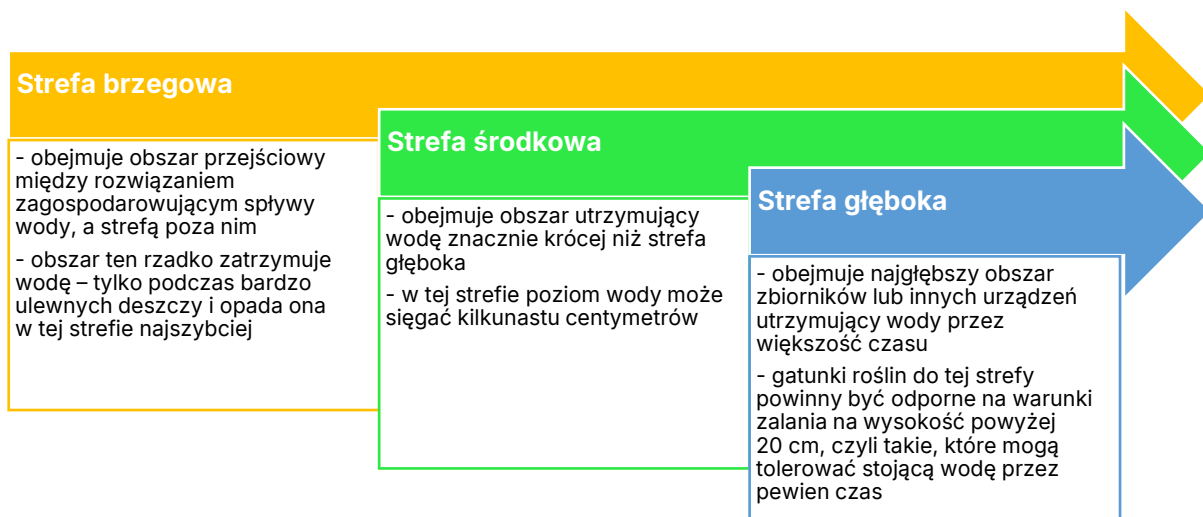 Strefa brzegowa
- obejmuje obszar przejściowy
między rozwiązaniem
zagospodarowującym spływy
wody, a strefą poza nim
- obszar ten rzadko zatrzymuje
wodę – tylko podczas bardzo
ulewnych deszczy i opada ona
w tej strefie najszybciej
Strefa środkowa
- obejmuje obszar utrzymujący
wodę znacznie krócej niż strefa
głęboka
- w tej strefie poziom wody może
sięgać kilkunastu centymetrów
Strefa głęboka
- obejmuje najgłębszy obszar
zbiorników lub innych urządzeń
utrzymujący wody przez
większość czasu
- gatunki roślin do tej strefy
powinny być odporne na warunki
zalania na wysokość powyżej
20 cm, czyli takie, które mogą
tolerować stojącą wodę przez
pewien czas